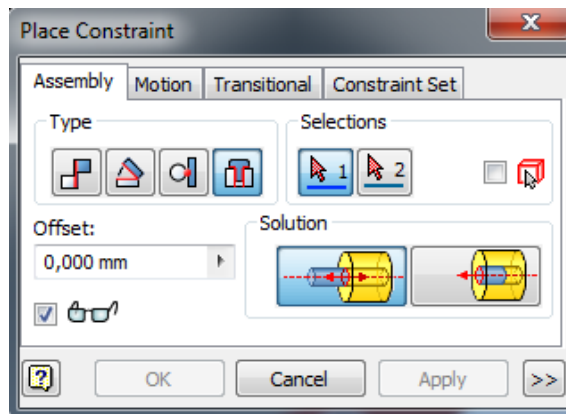 Place Constraint
Assembly Motion Transitional Constraint Set
Type
Selections
1 2
Offset:
Solution
0,000 mm
? OK Cancel Apply >>